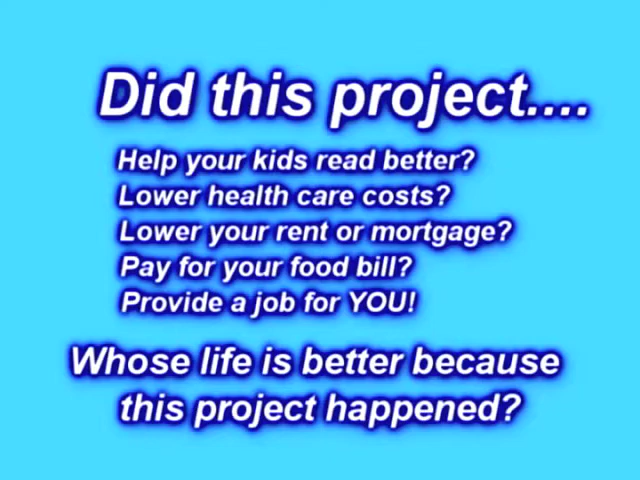 Did this project....
Help your kids read better?
Lower health care costs?
Lower your rent or mortgage?
Pay for your food bill?
Provide a job for YOU!
Whose life is better because
this project happened?